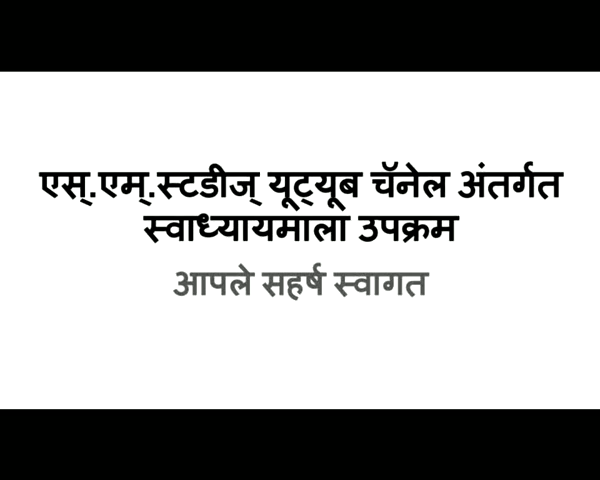 एस्.एम्.स्टडीज् यूट्यूब चॅनेल अंतर्गत
स्वाध्यायमाला उपक्रम
आपले सहर्ष स्वागत